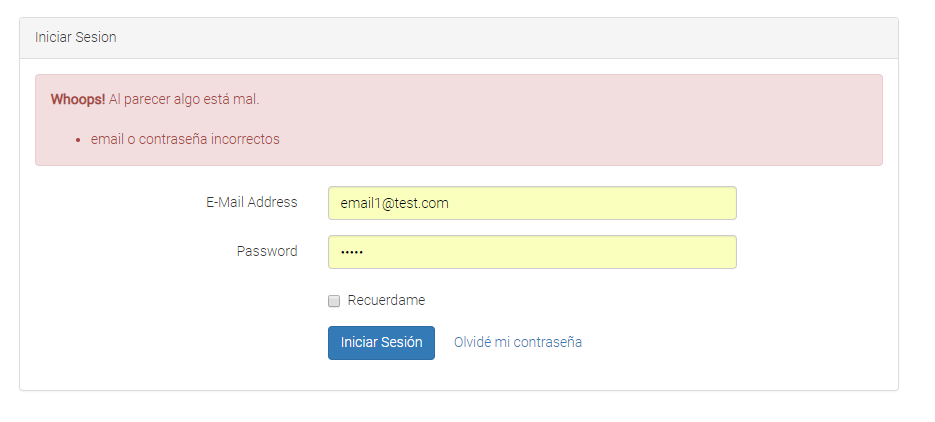 Iniciar Sesion
Whoops! Al parecer algo está mal.
• email o contraseña incorrectos
E-Mail Address email1@test.com
Password •••••
Recuerdame
Iniciar Sesión Olvidé mi contraseña